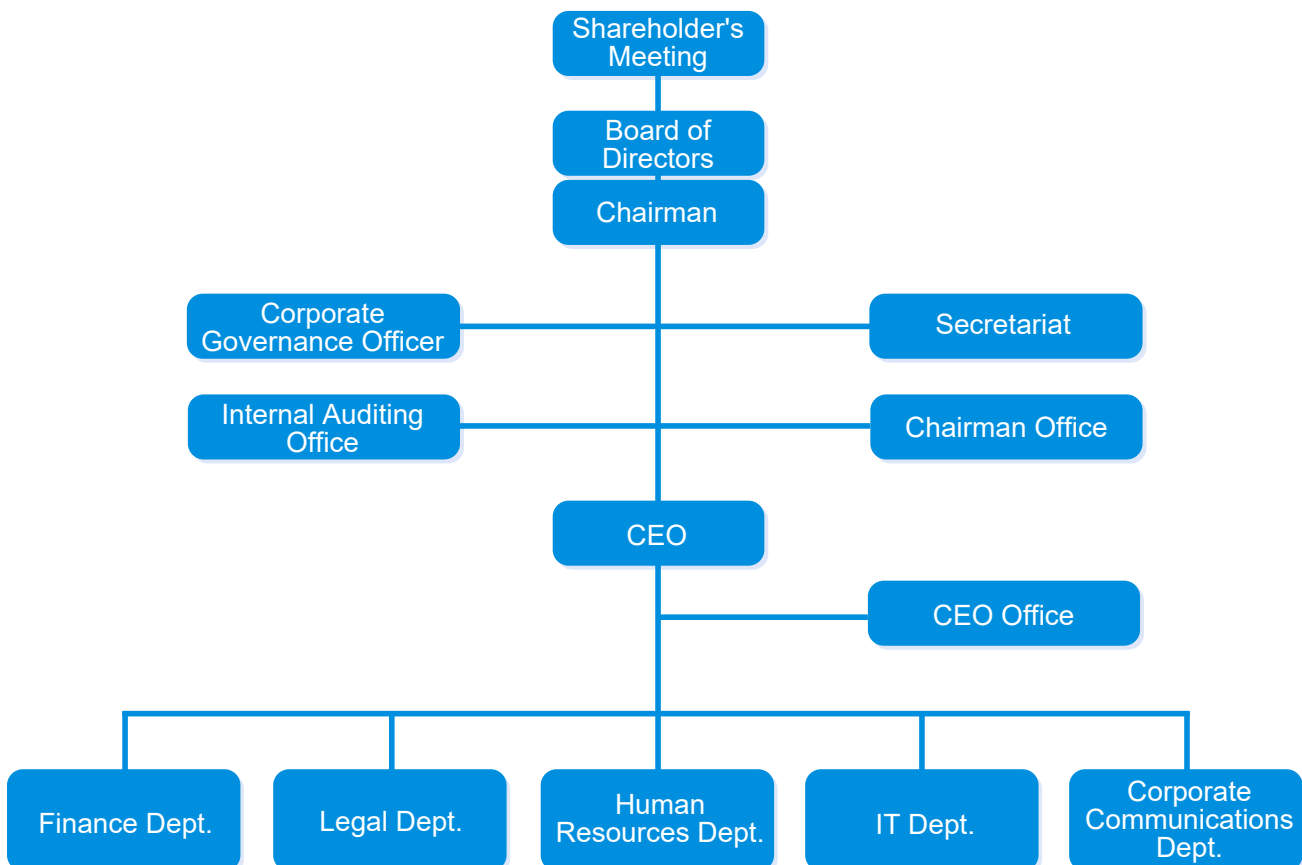 Shareholder's
Meeting
Board of
Directors
Chairman
Corporate
Governance Officer
Secretariat
Internal Auditing
Office
Chairman Office
CEO
CEO Office
Finance Dept.
Legal Dept.
Human
Resources Dept.
IT Dept.
Corporate
Communications
Dept.